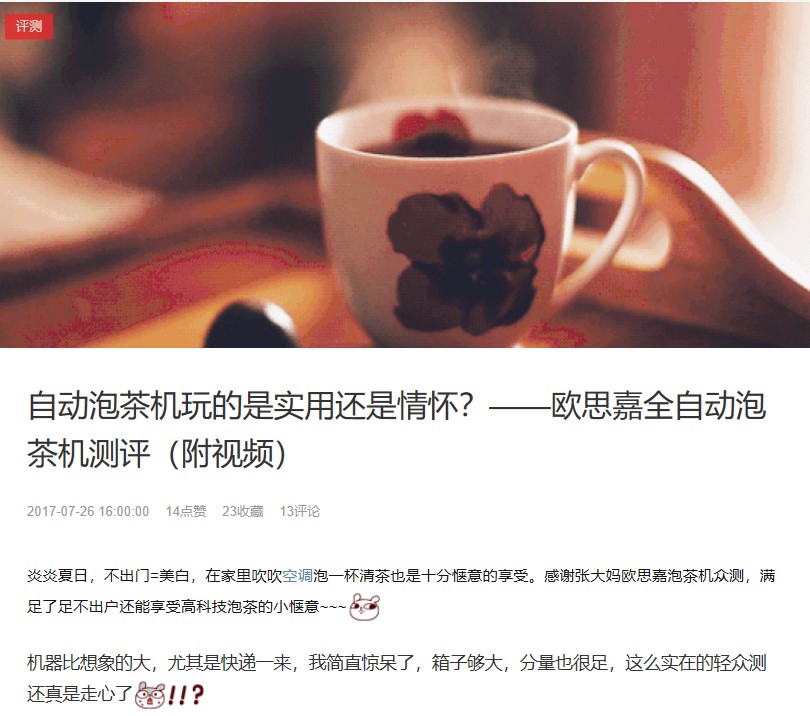 评测
自动泡茶机玩的是实用还是情怀？——欧思嘉全自动泡
茶机测评（附视频）
2017-07-26 16:00:00 14点赞 23收藏 13评论
炎炎夏日，不出门=美白，在家里吹吹空调泡一杯清茶也是十分惬意的享受。感谢张大妈欧思嘉泡茶机众测，满
足了足不出户还能享受高科技泡茶的小惬意~~~
机器比想象的大，尤其是快递一来，我简直惊呆了，箱子够大，分量也很足，这么实在的轻众测
还真是走心了!!?